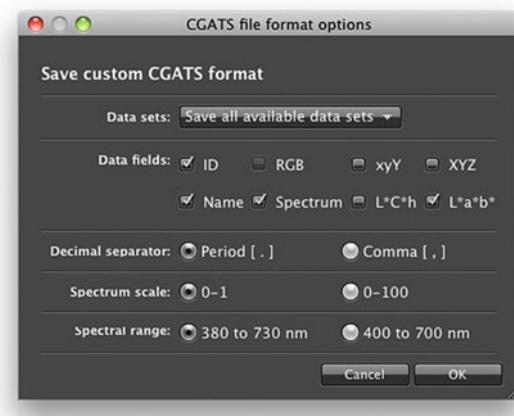 CGATS file format options
Save custom CGATS format
Data sets: Save all available data sets
Data fields: ID RGB xyY XYZ
Name Spectrum L*C*h L*a*b*
Decimal separator: Period [ . ] Comma [ , ]
Spectrum scale: 0-1 0-100
Spectral range: 380 to 730 nm 400 to 700 nm
Cancel OK